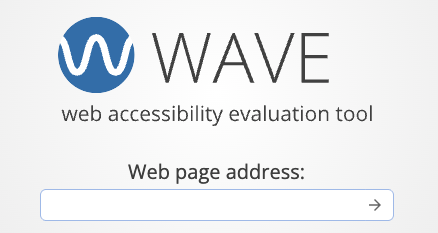 WAVE
web accessibility evaluation tool
Web page address: